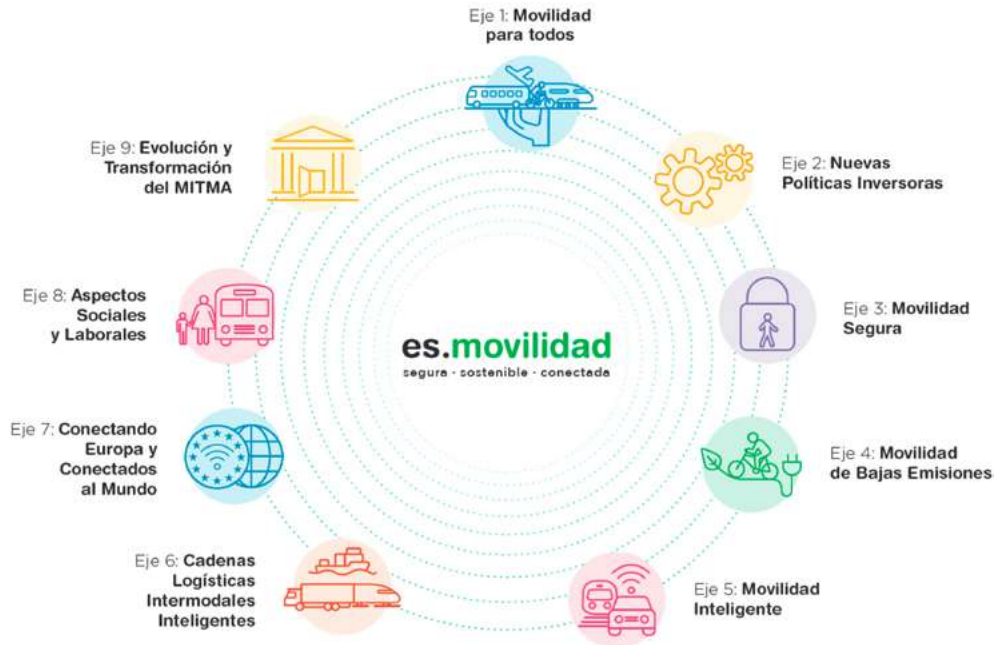 Eje 1: Movilidad
para todos
Eje 2: Nuevas
Políticas Inversoras
Eje 3: Movilidad
Segura
Eje 4: Movilidad
de Bajas Emisiones
Eje 5: Movilidad
Inteligente
Eje 6: Cadenas
Logísticas
Intermodales
Inteligentes
Eje 7: Conectando
Europa y
Conectados
al Mundo
Eje 8: Aspectos
Sociales
y Laborales
Eje 9: Evolución y
Transformación
del MITMA
es.movilidad
segura · sostenible · conectada